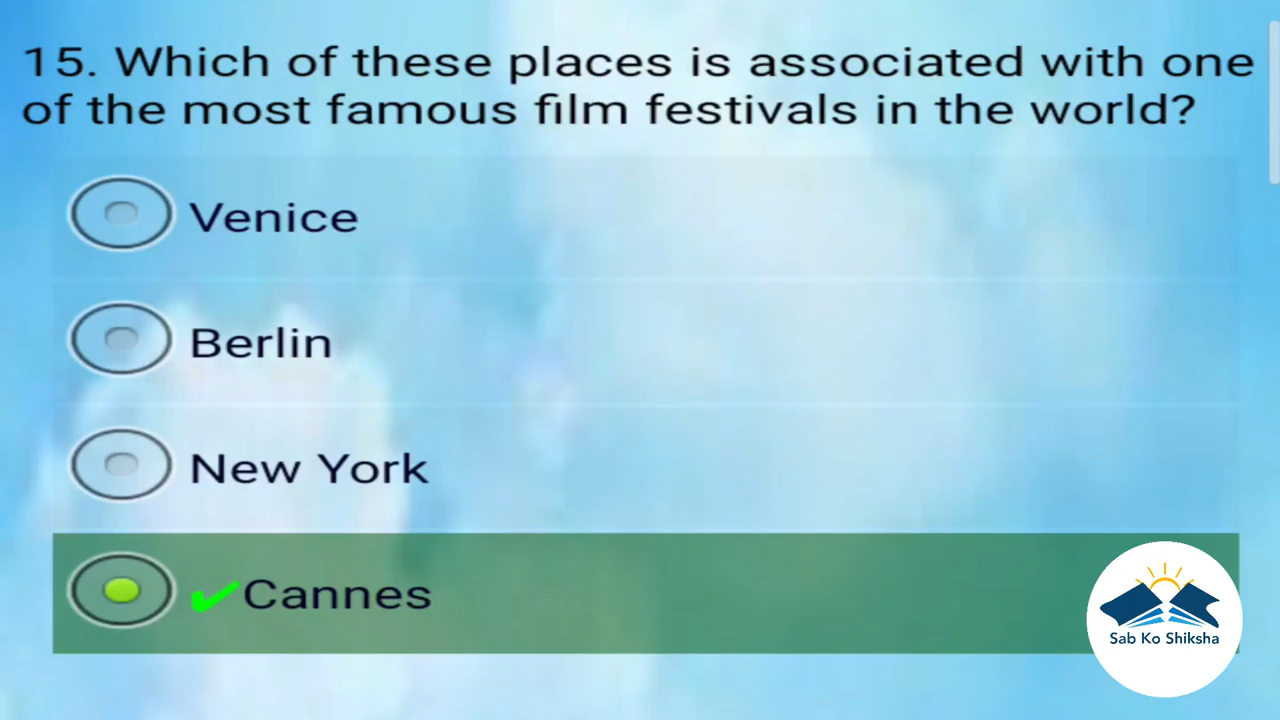 15. Which of these places is associated with one
of the most famous film festivals in the world?
Venice
Berlin
New York
✔Cannes
Sab Ko Shiksha